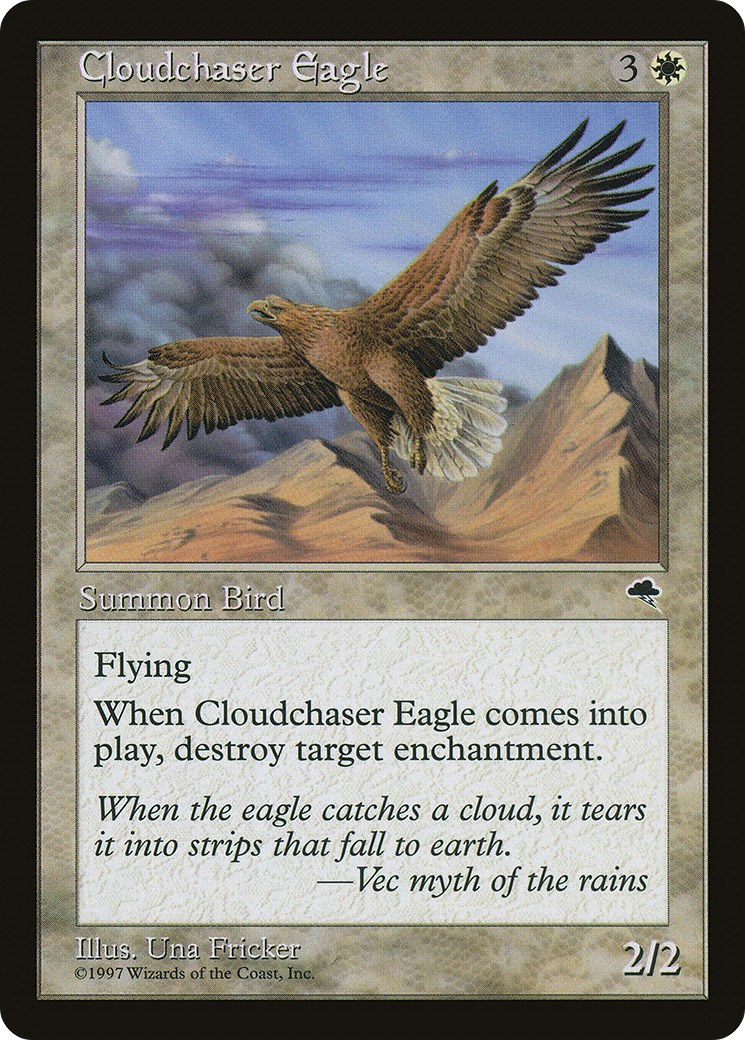 Cloudchaser Eagle 3
Summon Bird
Flying
When Cloudchaser Eagle comes into
play, destroy target enchantment.
When the eagle catches a cloud, it tears
it into strips that fall to earth.
—Vec myth of the rains
Illus. Una Fricker
©1997 Wizards of the Coast, Inc.
2/2